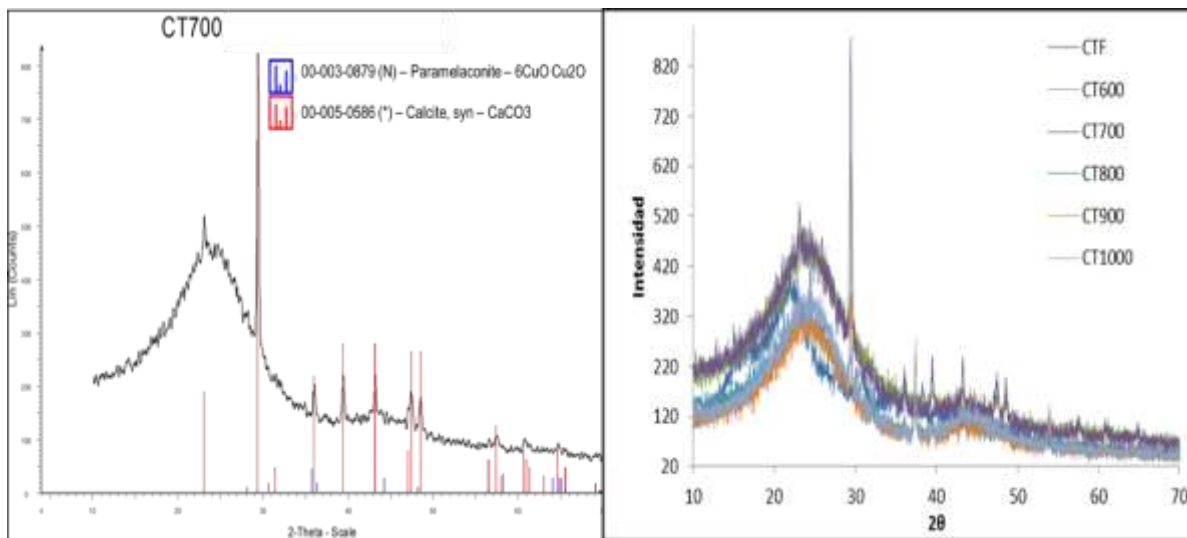 CT700
00-003-0879 (N) – Paramelaconite – 6CuO Cu2O
00-005-0586 (*) – Calcite, syn – CaCO3
Lin (Counts)
2-Theta - Scale
CTF
CT600
CT700
CT800
CT900
CT1000
Intensidad
820
720
620
520
420
320
220
120
20
10 20 30 40 50 60 70
2θ